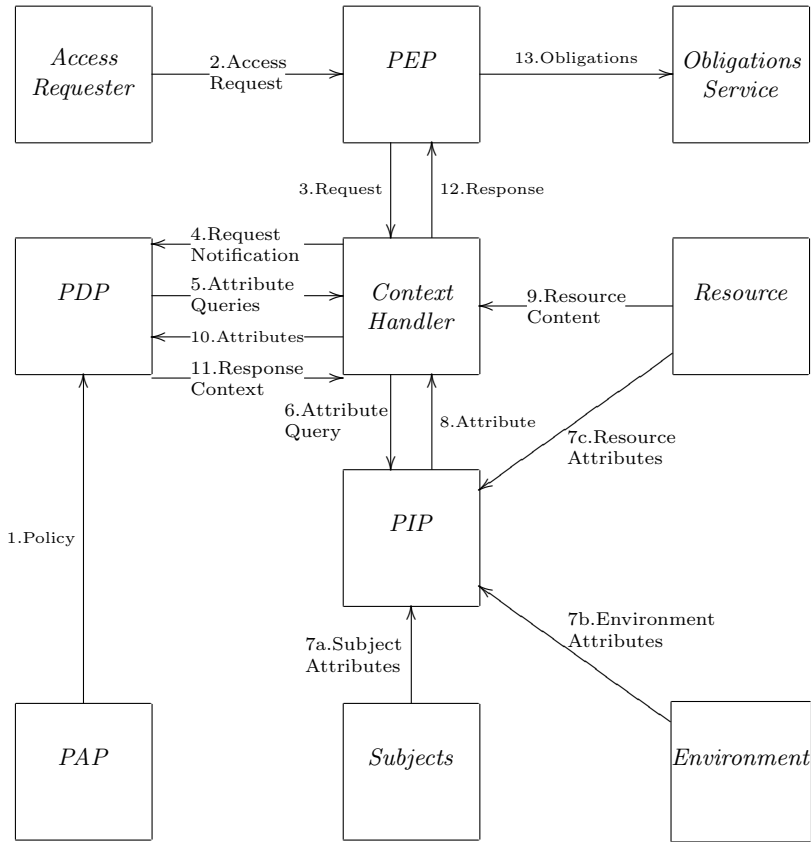 Access
Requester
2.Access
Request
PEP
13.Obligations
Obligations
Service
3.Request
12.Response
PDP
4.Request
Notification
5.Attribute
Queries
10.Attributes
11.Response
Context
Context
Handler
9.Resource
Content
Resource
6.Attribute
Query
8.Attribute
7c.Resource
Attributes
PIP
1.Policy
7a.Subject
Attributes
7b.Environment
Attributes
PAP
Subjects
Environment